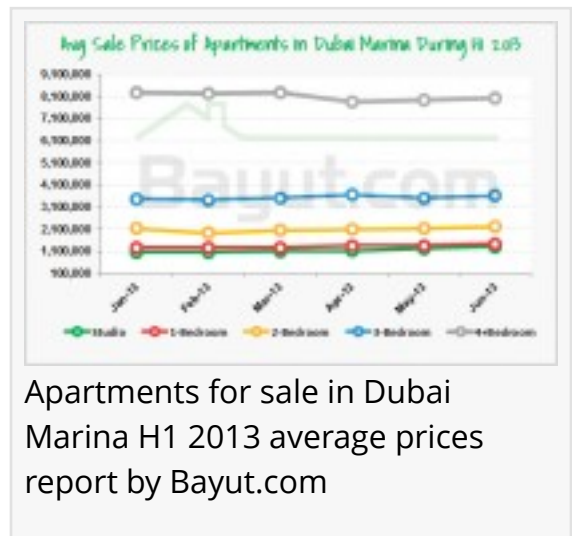 Avg Sale Prices of Apartments in Dubai Marina During H1 2013
9,900,000
8,900,000
7,900,000
6,900,000
5,900,000
4,900,000
3,900,000
2,900,000
1,900,000
100,000
Bayut.com
Jan-13
Feb-13
Mar-13
Apr-13
May-13
Jun-13
Studio 1-Bedroom 2-Bedroom 3-Bedroom 4+Bedroom
Apartments for sale in Dubai
Marina H1 2013 average prices
report by Bayut.com